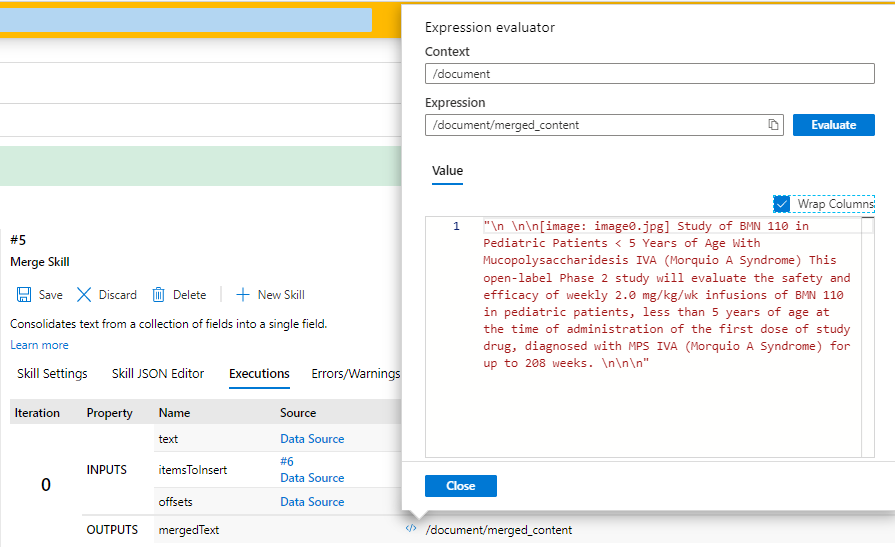 Expression evaluator
Context
/document
Expression
/document/merged_content
Evaluate
Value
Wrap Columns
1
"\n \n\n[image: image0.jpg] Study of BMN 110 in
Pediatric Patients < 5 Years of Age With
Mucopolysaccharidesis IVA (Morquio A Syndrome) This
open-label Phase 2 study will evaluate the safety and
efficacy of weekly 2.0 mg/kg/wk infusions of BMN 110
in pediatric patients, less than 5 years of age at
the time of administration of the first dose of study
drug, diagnosed with MPS IVA (Morquio A Syndrome) for
up to 208 weeks. \n\n\n"
Close
#5
Merge Skill
Save Discard Delete New Skill
Consolidates text from a collection of fields into a single field.
Learn more
Skill Settings Skill JSON Editor Executions Errors/Warnings
Iteration Property Name Source
text Data Source
0 INPUTS itemsToInsert #6
Data Source
offsets Data Source
OUTPUTS mergedText </> /document/merged_content